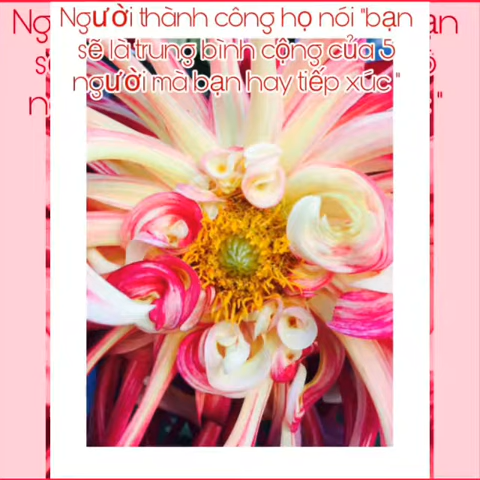 Người thành công họ nói "bạn
sẽ là trung bình cộng của 5
người mà bạn hay tiếp xúc "